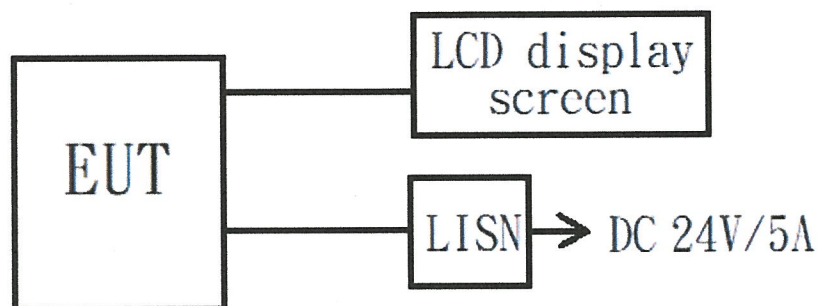 LCD display
screen
EUT
LISN
DC 24V/5A